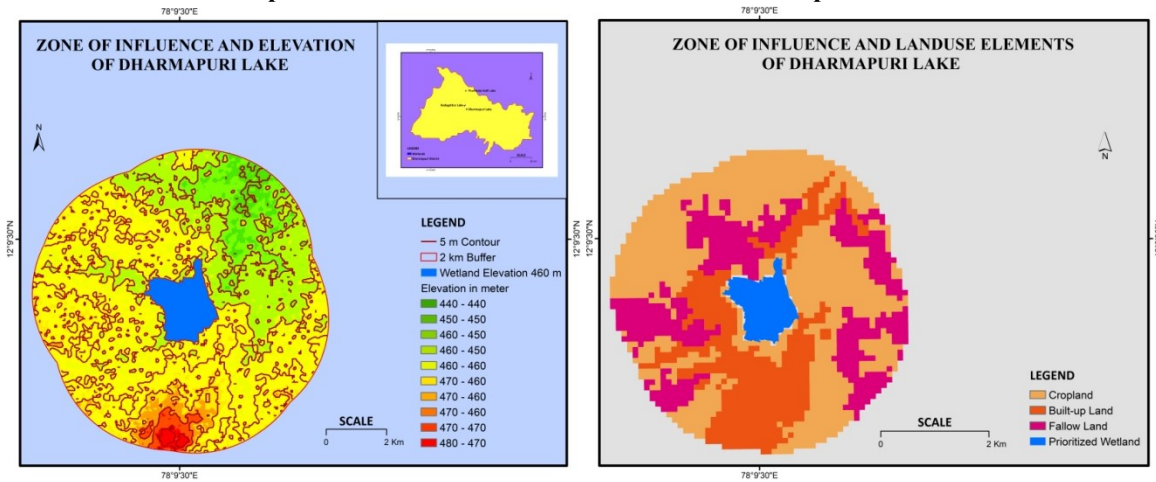 78°9'30"E
ZONE OF INFLUENCE AND ELEVATION
OF DHARMAPURI LAKE
N
12°9'30"N
LEGEND
5 m Contour
2 km Buffer
Wetland Elevation 460 m
Elevation in meter
440 - 440
450 - 450
460 - 450
460 - 450
460 - 460
470 - 460
470 - 460
470 - 460
470 - 470
480 - 470
SCALE
0 2 Km
78°9'30"E
78°9'30"E
ZONE OF INFLUENCE AND LANDUSE ELEMENTS
OF DHARMAPURI LAKE
N
12°9'30"N
LEGEND
Cropland
Built-up Land
Fallow Land
Prioritized Wetland
SCALE
0 2 Km
78°9'30"E